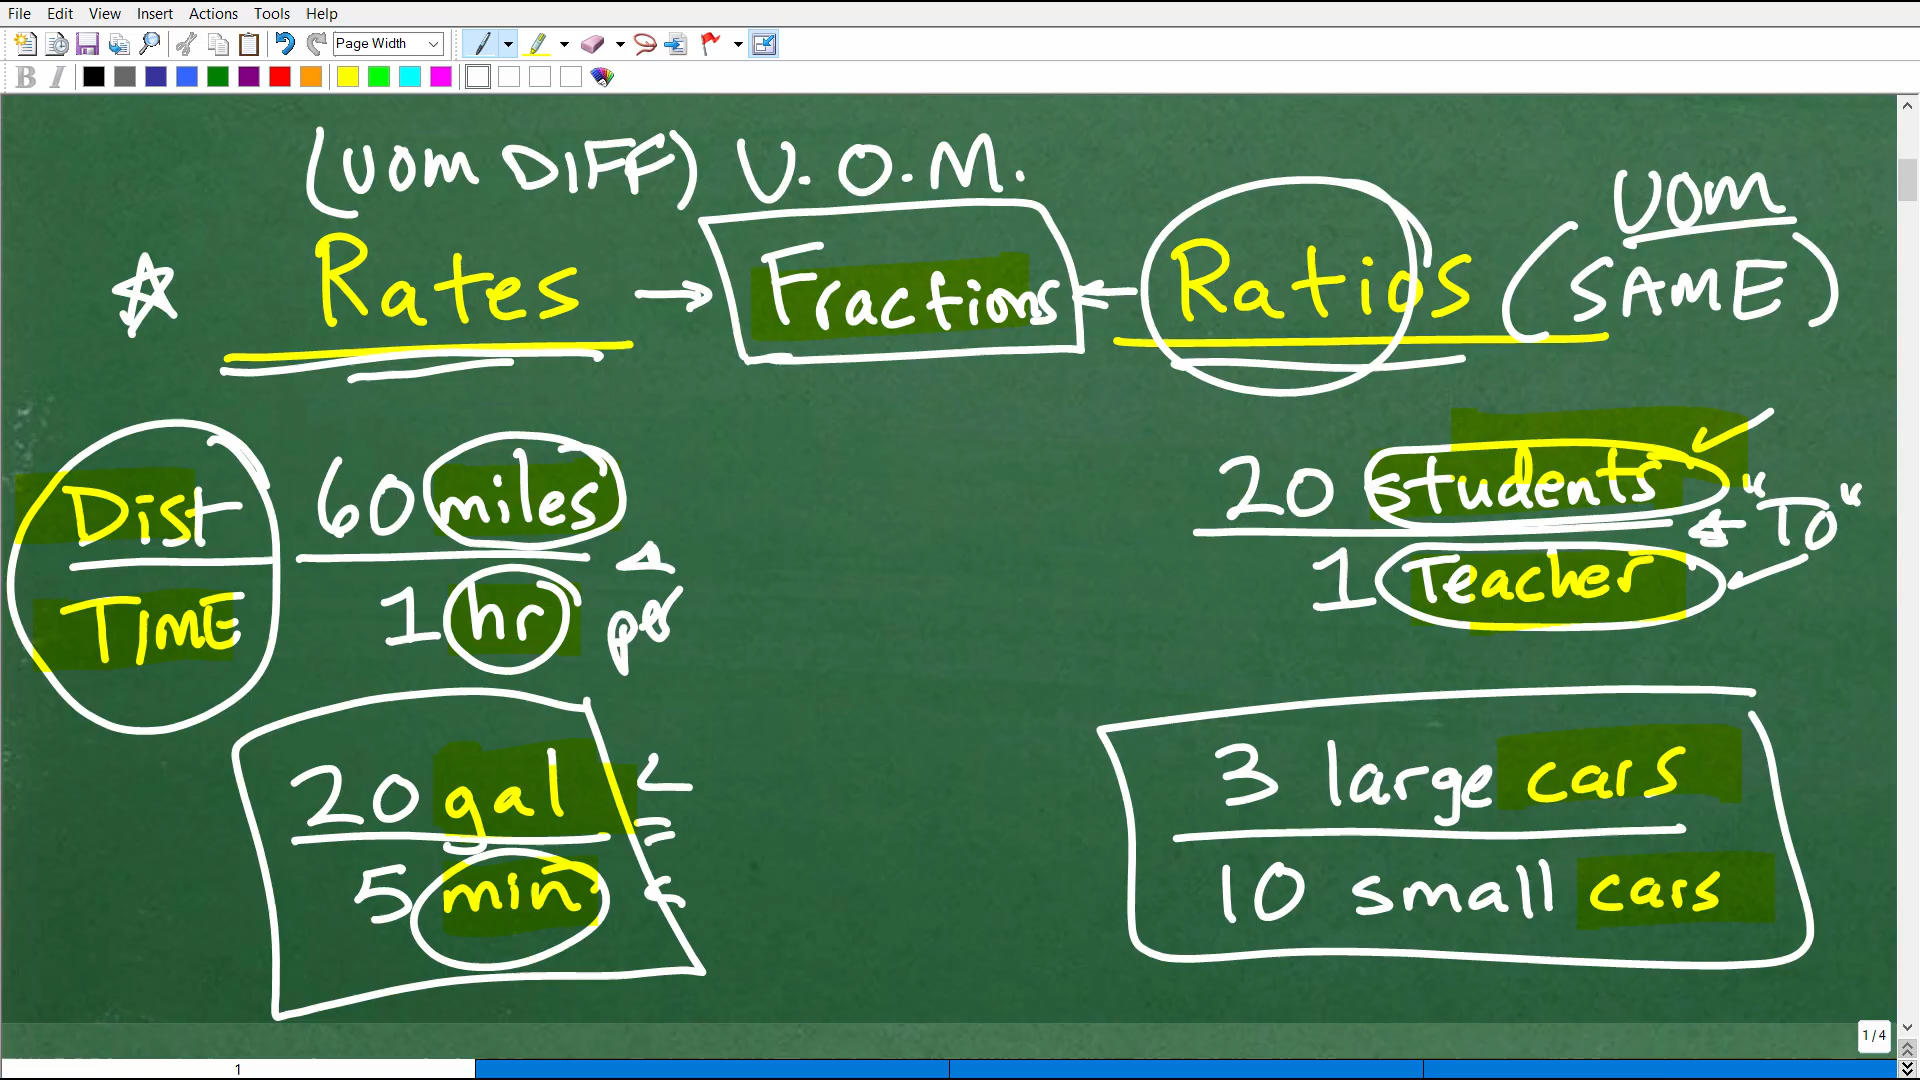 File Edit View Insert Actions Tools Help
Page Width
B I
(UOM DIFF) U.O.M.
UOM
Rates → Fractions ← Ratios (SAME)
Dist
TIME
60 miles
1 hr
per
20 students
1 Teacher
"TO"
20 gal
5 min
3 large cars
10 small cars
1 / 4
1